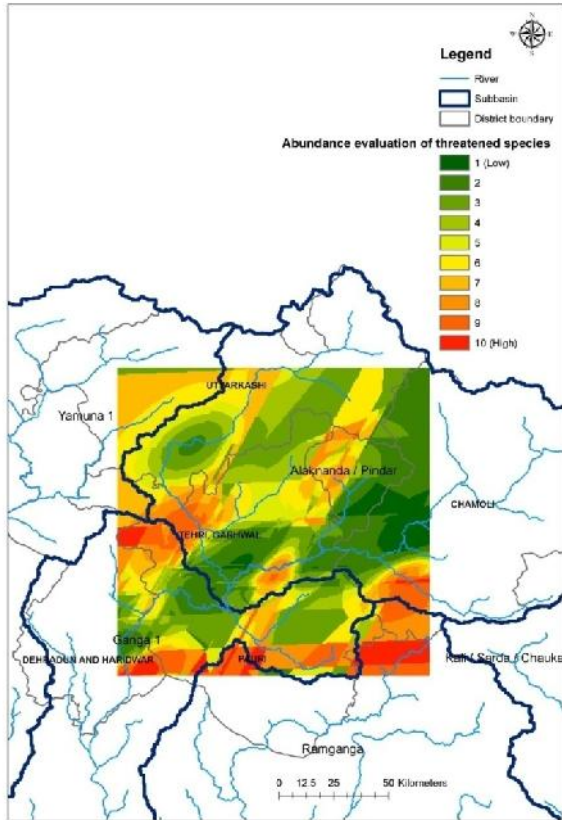 N
W
E
S
Legend
River
Subbasin
District boundary
Abundance evaluation of threatened species
1 (Low)
2
3
4
5
6
7
8
9
10 (High)
UTTARKASHI
Yamuna 1
Alaknanda / Pindar
CHAMOLI
TEHRI, GARHWAL
Ganga 1
DEHRADUN AND HARIDWAR
PAURI
Kali / Sarda / Chauka
Ramganga
0 12.5 25 50 Kilometers